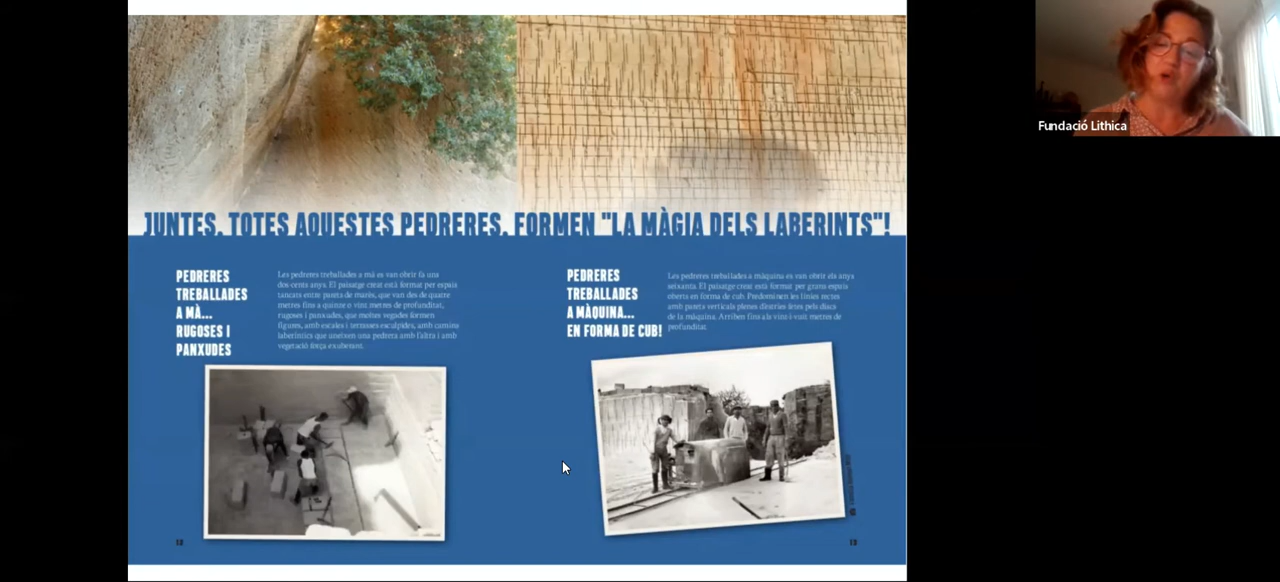 Fundació Lithica
JUNTES, TOTES AQUESTES PEDRERES, FORMEN "LA MÀGIA DELS LABERINTS"!
PEDRERES
TREBALLADES
A MÀ...
RUGOSES I
PANXUDES
Les pedreres treballades a mà es van obrir fa uns
dos-cents anys. El paisatge creat està format per espais
tancats entre parets de marès, que van des de quatre
metres fins a quinze o vint metres de profunditat,
rugoses i panxudes, que moltes vegades formen
figures, amb escales i terrasses esculpides, amb camins
laberíntics que uneixen una pedrera amb l'altra i amb
vegetació força exuberant.
PEDRERES
TREBALLADES
A MÀQUINA...
EN FORMA DE CUB!
Les pedreres treballades a màquina es van obrir els anys
seixanta. El paisatge creat està format per grans espais
oberts en forma de cub. Predominen les línies rectes
amb parets verticals plenes d'estries fetes pels discs
de la màquina. Arriben fins als vint-i-vuit metres de
profunditat.
12
13